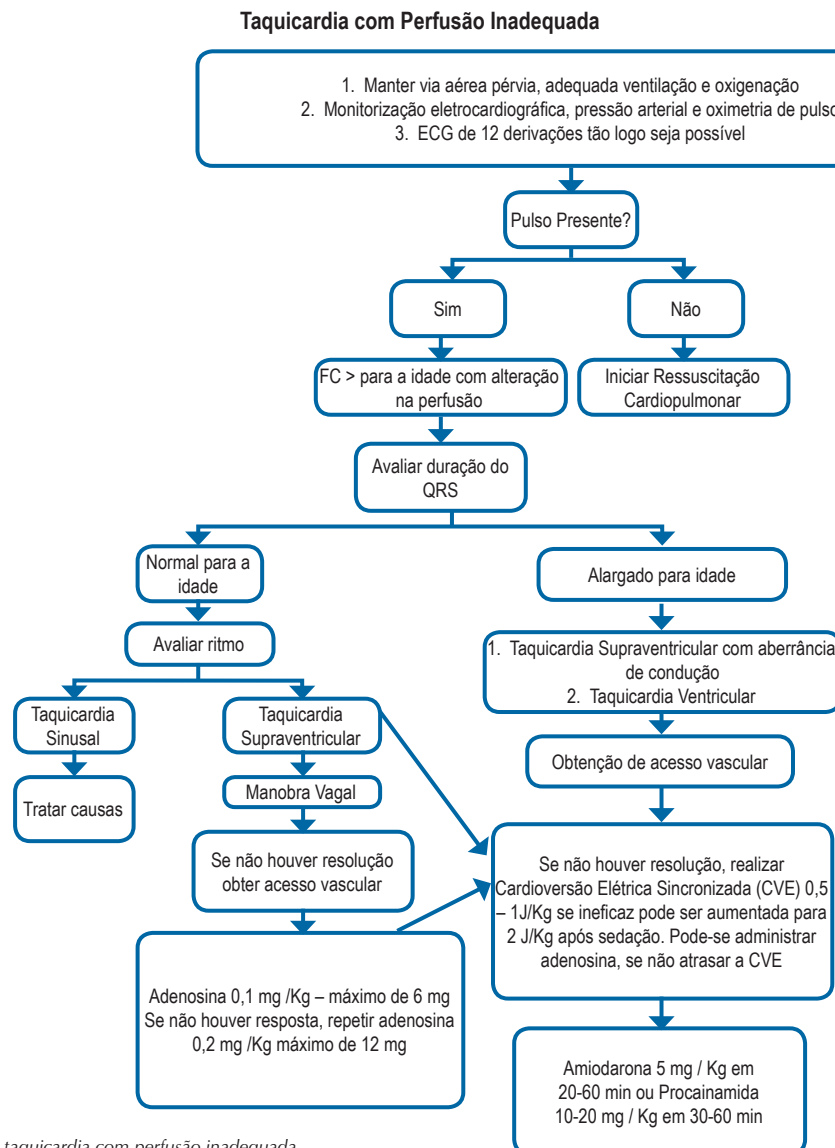 Taquicardia com Perfusão Inadequada
1. Manter via aérea pérvia, adequada ventilação e oxigenação
2. Monitorização eletrocardiográfica, pressão arterial e oximetria de pulso
3. ECG de 12 derivações tão logo seja possível
Pulso Presente?
Sim
Não
FC > para a idade com alteração
na perfusão
Iniciar Ressuscitação
Cardiopulmonar
Avaliar duração do
QRS
Normal para a
idade
Alargado para idade
Avaliar ritmo
1. Taquicardia Supraventricular com aberrância
de condução
2. Taquicardia Ventricular
Taquicardia
Sinusal
Taquicardia
Supraventricular
Obtenção de acesso vascular
Tratar causas
Manobra Vagal
Se não houver resolução
obter acesso vascular
Se não houver resolução, realizar
Cardioversão Elétrica Sincronizada (CVE) 0,5
– 1J/Kg se ineficaz pode ser aumentada para
2 J/Kg após sedação. Pode-se administrar
adenosina, se não atrasar a CVE
Adenosina 0,1 mg /Kg – máximo de 6 mg
Se não houver resposta, repetir adenosina
0,2 mg /Kg máximo de 12 mg
Amiodarona 5 mg / Kg em
20-60 min ou Procainamida
10-20 mg / Kg em 30-60 min
taquicardia com perfusão inadequada